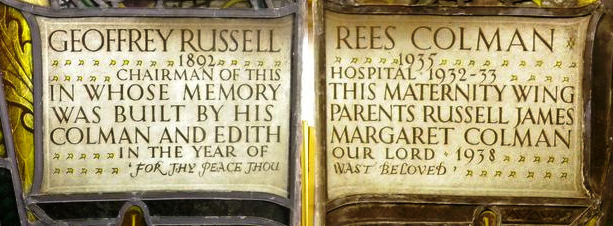 GEOFFREY RUSSELL REES COLMAN
1892 1935
CHAIRMAN OF THIS HOSPITAL · 1932-33
IN WHOSE MEMORY THIS MATERNITY WING
WAS BUILT BY HIS PARENTS RUSSELL JAMES
COLMAN AND EDITH MARGARET COLMAN
IN THE YEAR OF OUR LORD · 1938
'FOR THY PEACE THOU WAST BELOVED'